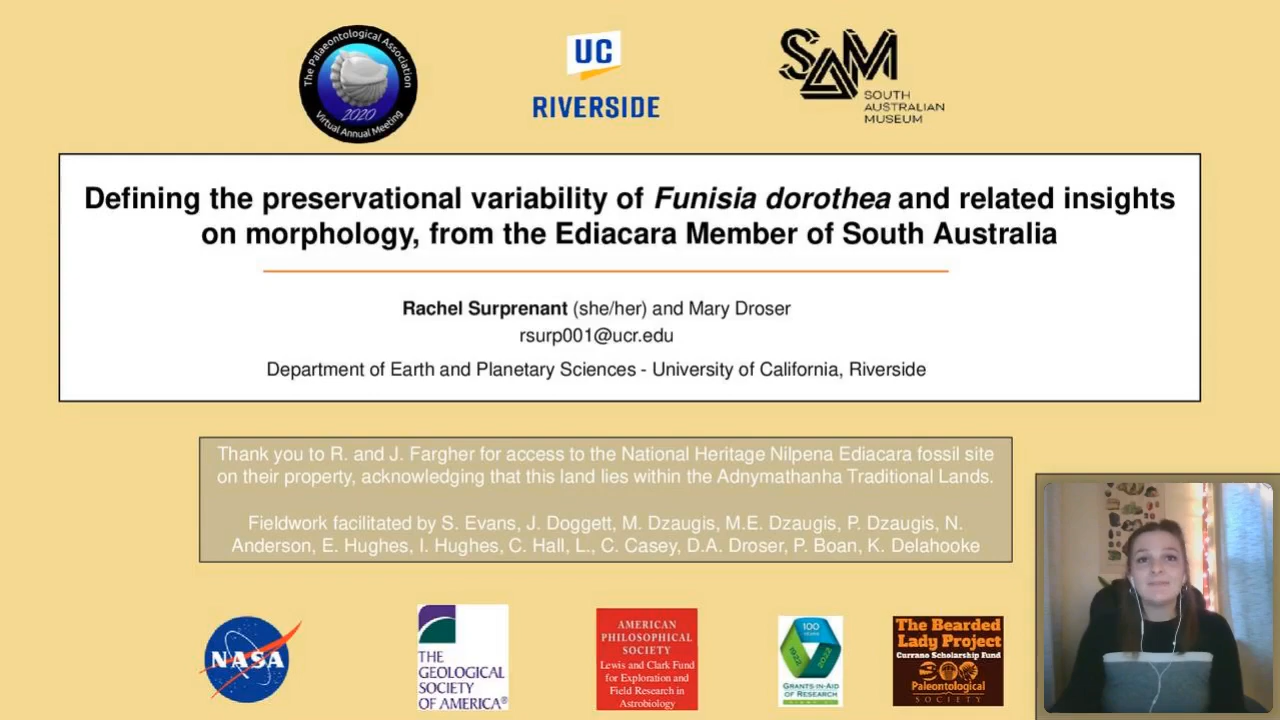 The Palaeontological Association
2020
Virtual Annual Meeting
UC
RIVERSIDE
SAM
SOUTH
AUSTRALIAN
MUSEUM
Defining the preservational variability of Funisia dorothea and related insights
on morphology, from the Ediacara Member of South Australia
Rachel Surprenant (she/her) and Mary Droser
rsurp001@ucr.edu
Department of Earth and Planetary Sciences - University of California, Riverside
Thank you to R. and J. Fargher for access to the National Heritage Nilpena Ediacara fossil site
on their property, acknowledging that this land lies within the Adnymathanha Traditional Lands.
Fieldwork facilitated by S. Evans, J. Doggett, M. Dzaugis, M.E. Dzaugis, P. Dzaugis, N.
Anderson, E. Hughes, I. Hughes, C. Hall, L., C. Casey, D.A. Droser, P. Boan, K. Delahooke
NASA
THE
GEOLOGICAL
SOCIETY
OF AMERICA®
AMERICAN
PHILOSOPHICAL
SOCIETY
Lewis and Clark Fund
for Exploration and
Field Research in
Astrobiology
100
YEARS
1922
2022
GRANTS-IN-AID
OF RESEARCH
The Bearded
Lady Project
Currano Scholarship Fund
Paleontological
SOCIETY